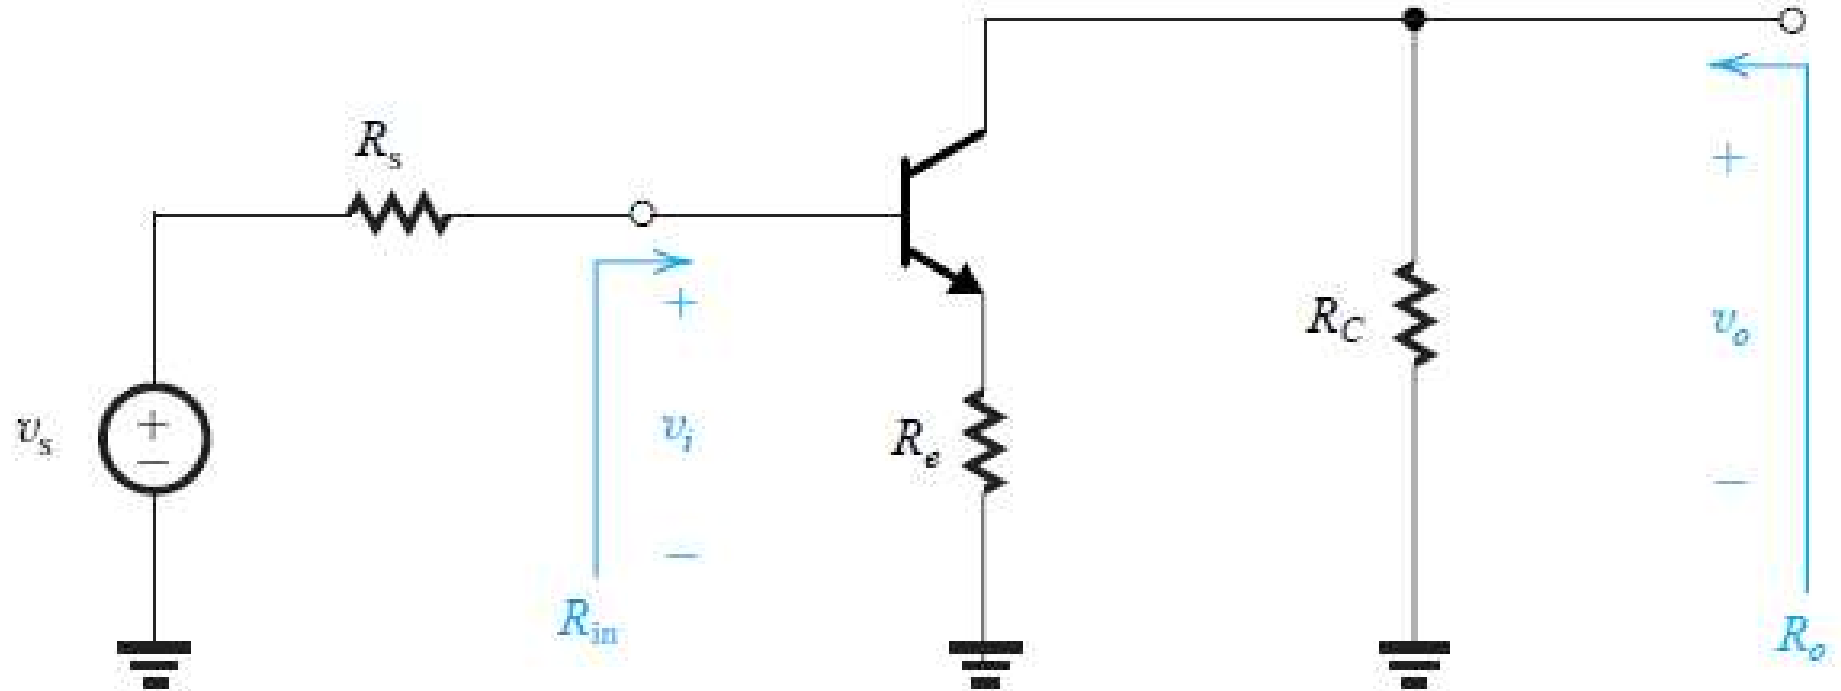 R_s
+
v_s
+
−
v_i
−
R_in
R_e
R_C
+
v_o
−
R_o